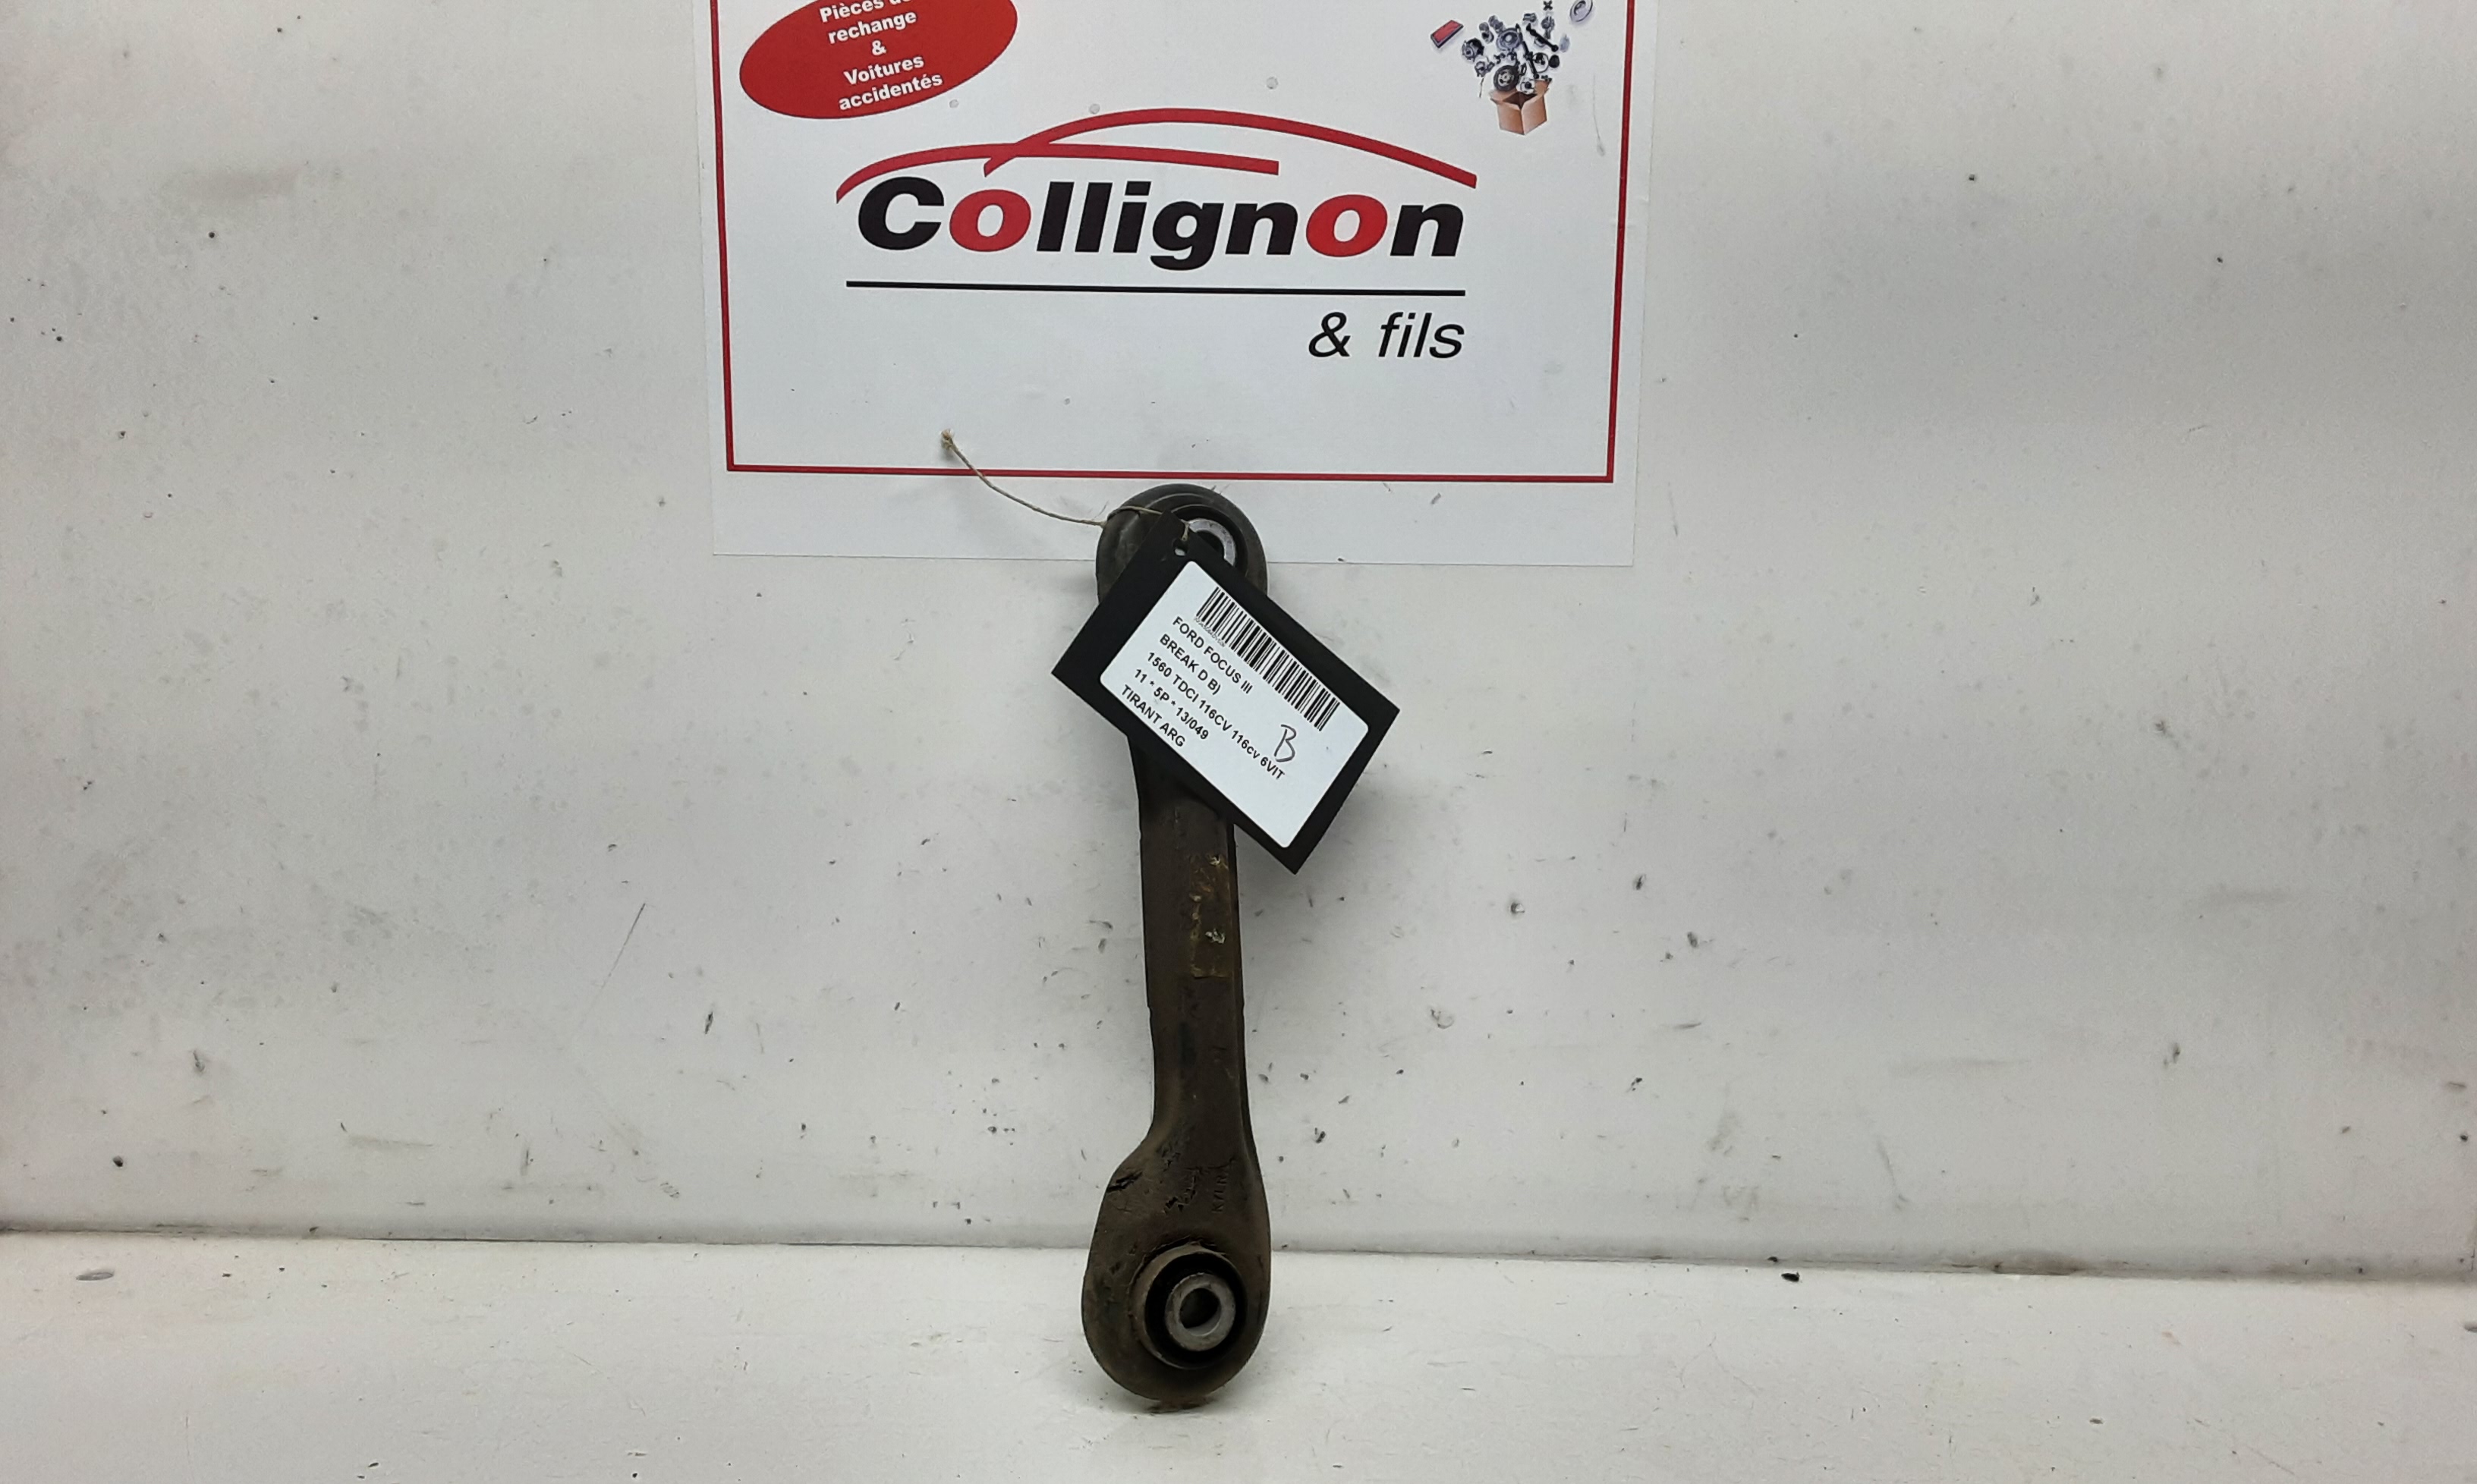 Pièces
rechange
&
Voitures
accidentés
Collignon
& fils
FORD FOCUS III
BREAK D B)
1560 TDCI 116CV 116cv 6VIT
11 * 5P * 13/049
TIRANT ARG
B